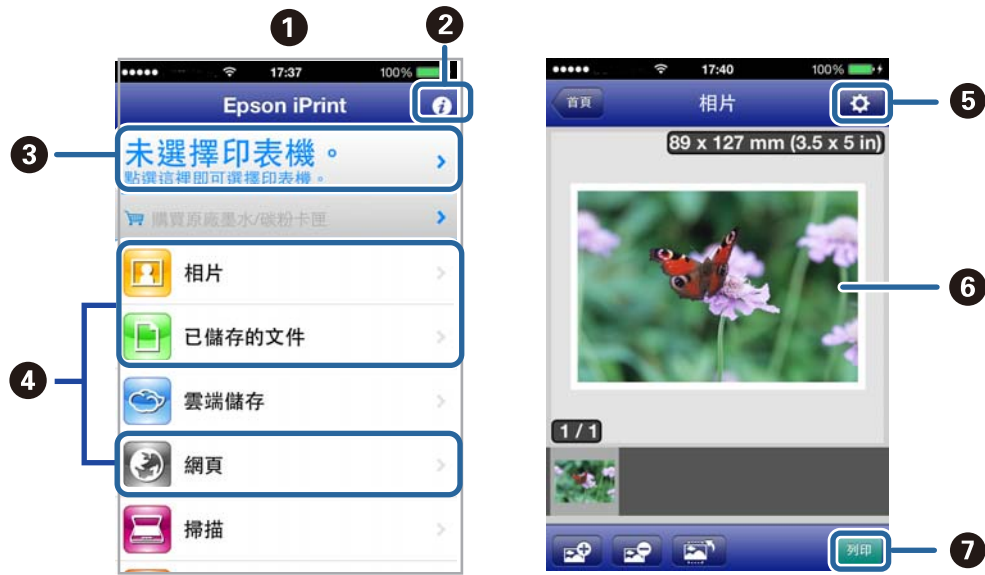 1
2
17:37
100%
Epson iPrint
3
未選擇印表機。
點選這裡即可選擇印表機。
購買原廠墨水/碳粉卡匣
相片
已儲存的文件
4
雲端儲存
網頁
掃描
17:40
100%
首頁
相片
5
89 x 127 mm (3.5 x 5 in)
6
1 / 1
列印
7